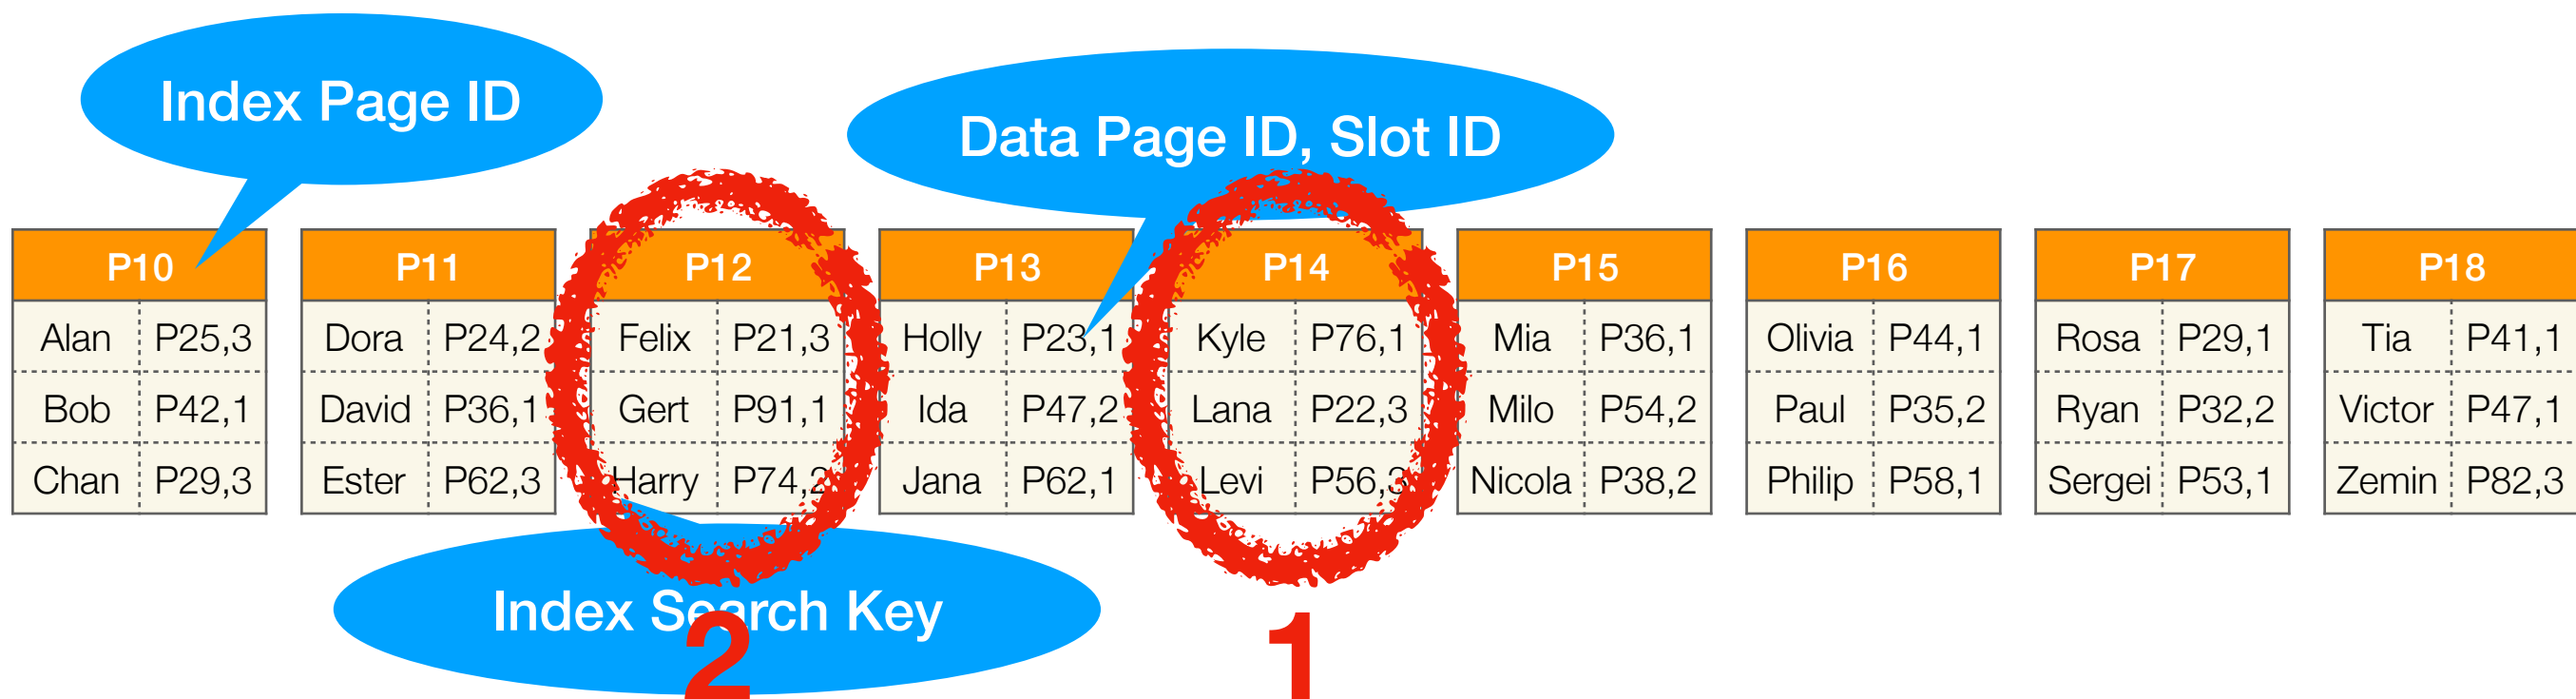 Index Page ID
Data Page ID, Slot ID
P10 P11 P12 P13 P14 P15 P16 P17 P18
Alan P25,3 Dora P24,2 Felix P21,3 Holly P23,1 Kyle P76,1 Mia P36,1 Olivia P44,1 Rosa P29,1 Tia P41,1
Bob P42,1 David P36,1 Gert P91,1 Ida P47,2 Lana P22,3 Milo P54,2 Paul P35,2 Ryan P32,2 Victor P47,1
Chan P29,3 Ester P62,3 Harry P74,2 Jana P62,1 Levi P56,3 Nicola P38,2 Philip P58,1 Sergei P53,1 Zemin P82,3
Index Search Key
2 1